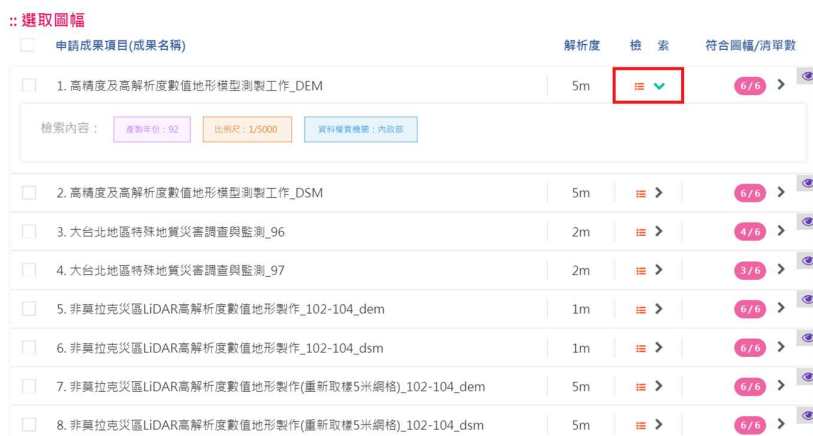 :: 選取圖幅
申請成果項目(成果名稱) 解析度 檢 索 符合圖幅/清單數
1. 高精度及高解析度數值地形模型測製工作_DEM 5m 6/6
檢索內容： 產製年份：92 比例尺：1/5000 資料權責機關：內政部
2. 高精度及高解析度數值地形模型測製工作_DSM 5m 6/6
3. 大台北地區特殊地質災害調查與監測_96 2m 4/6
4. 大台北地區特殊地質災害調查與監測_97 2m 3/6
5. 非莫拉克災區LiDAR高解析度數值地形製作_102-104_dem 1m 6/6
6. 非莫拉克災區LiDAR高解析度數值地形製作_102-104_dsm 1m 6/6
7. 非莫拉克災區LiDAR高解析度數值地形製作(重新取樣5米網格)_102-104_dem 5m 6/6
8. 非莫拉克災區LiDAR高解析度數值地形製作(重新取樣5米網格)_102-104_dsm 5m 6/6